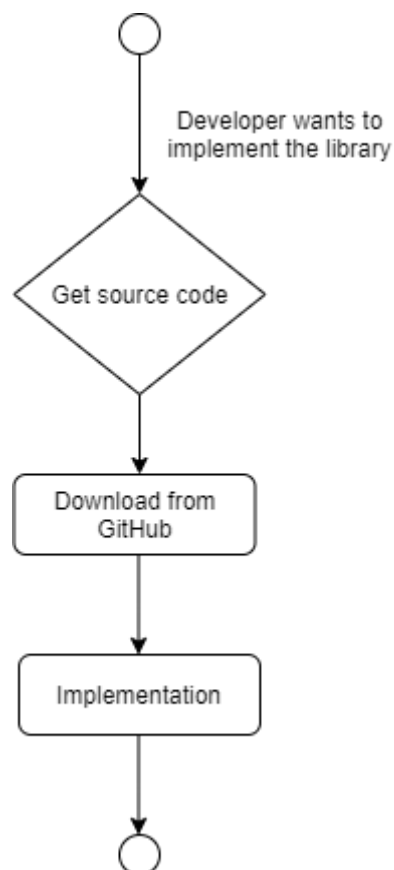 Developer wants to
implement the library
Get source code
Download from
GitHub
Implementation